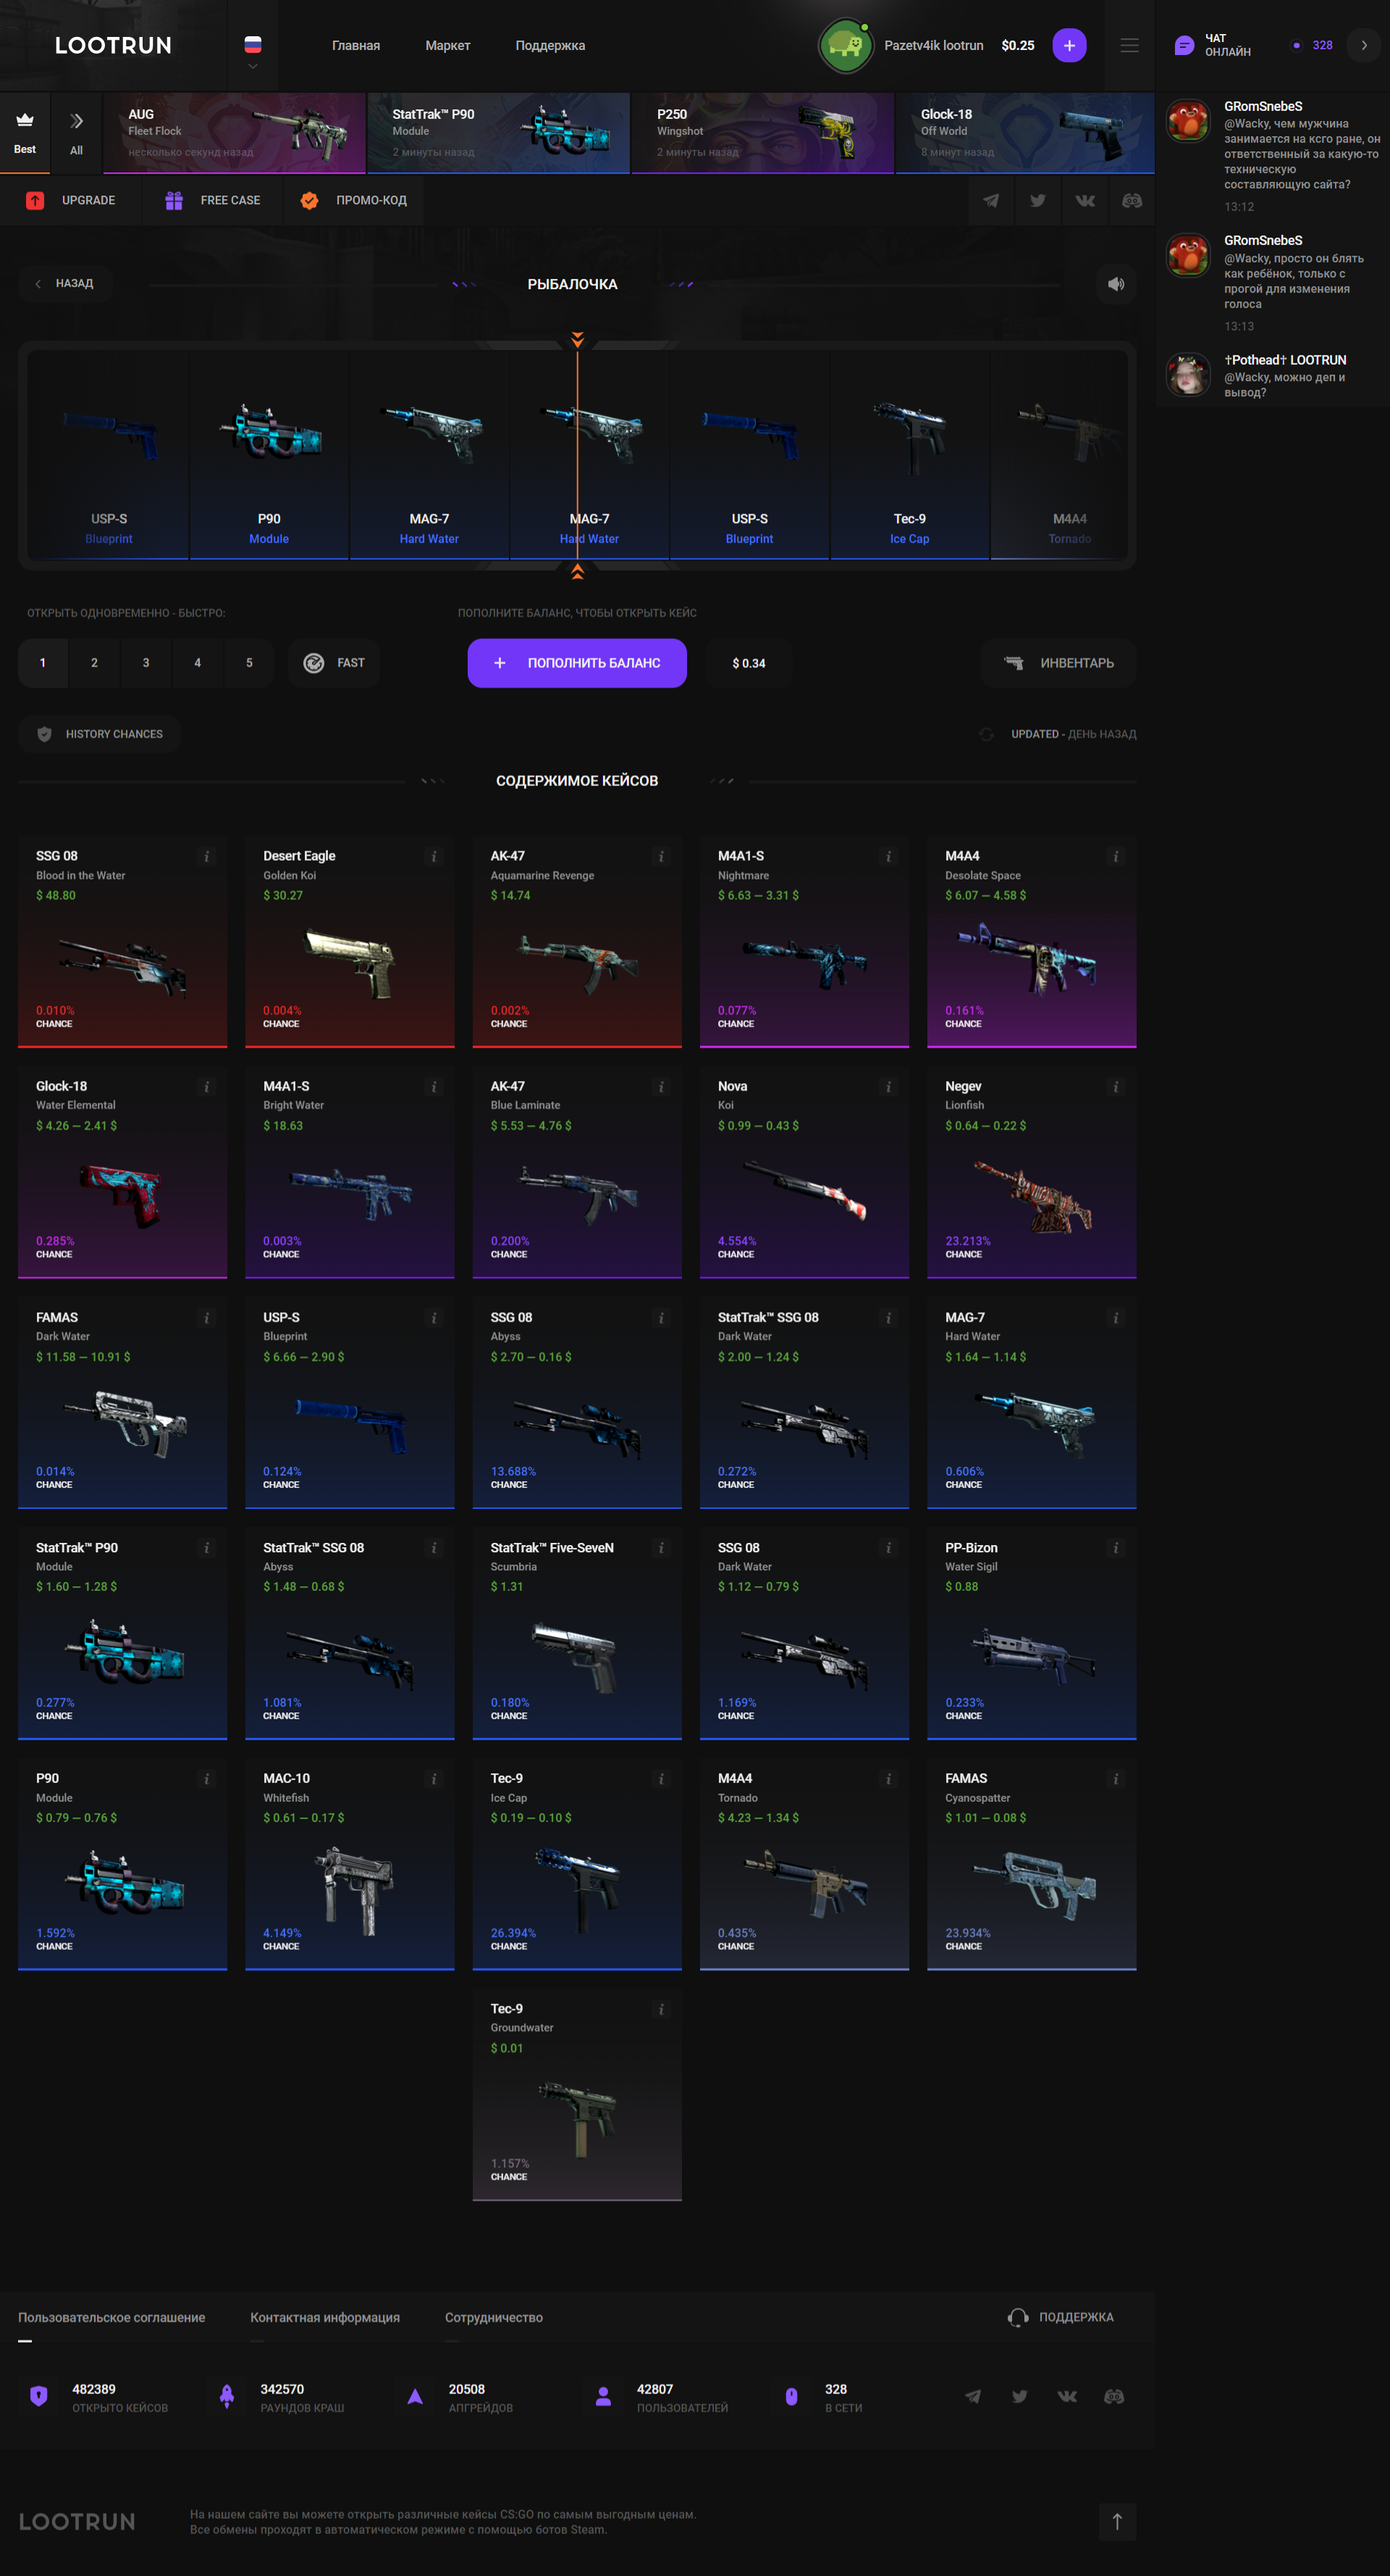 LOOTRUN
Главная
Маркет
Поддержка
Pazetv4ik lootrun
$0.25
ЧАТ
ОНЛАЙН
328
Best
All
AUG
Fleet Flock
несколько секунд назад
StatTrak™ P90
Module
2 минуты назад
P250
Wingshot
2 минуты назад
Glock-18
Off World
8 минут назад
GRomSnebeS
@Wacky, чем мужчина
занимается на ксго ране, он
ответственный за какую-то
техническую
составляющую сайта?
13:12
GRomSnebeS
@Wacky, просто он блять
как ребёнок, только с
прогой для изменения
голоса
13:13
†Pothead† LOOTRUN
@Wacky, можно деп и
вывод?
UPGRADE
FREE CASE
ПРОМО-КОД
НАЗАД
РЫБАЛОЧКА
USP-S
Blueprint
P90
Module
MAG-7
Hard Water
MAG-7
Hard Water
USP-S
Blueprint
Tec-9
Ice Cap
M4A4
Tornado
ОТКРЫТЬ ОДНОВРЕМЕННО - БЫСТРО:
ПОПОЛНИТЕ БАЛАНС, ЧТОБЫ ОТКРЫТЬ КЕЙС
1
2
3
4
5
FAST
ПОПОЛНИТЬ БАЛАНС
$ 0.34
ИНВЕНТАРЬ
HISTORY CHANCES
UPDATED - ДЕНЬ НАЗАД
СОДЕРЖИМОЕ КЕЙСОВ
SSG 08
Blood in the Water
$ 48.80
0.010%
CHANCE
Desert Eagle
Golden Koi
$ 30.27
0.004%
CHANCE
AK-47
Aquamarine Revenge
$ 14.74
0.002%
CHANCE
M4A1-S
Nightmare
$ 6.63 — 3.31 $
0.077%
CHANCE
M4A4
Desolate Space
$ 6.07 — 4.58 $
0.161%
CHANCE
Glock-18
Water Elemental
$ 4.26 — 2.41 $
0.285%
CHANCE
M4A1-S
Bright Water
$ 18.63
0.003%
CHANCE
AK-47
Blue Laminate
$ 5.53 — 4.76 $
0.200%
CHANCE
Nova
Koi
$ 0.99 — 0.43 $
4.554%
CHANCE
Negev
Lionfish
$ 0.64 — 0.22 $
23.213%
CHANCE
FAMAS
Dark Water
$ 11.58 — 10.91 $
0.014%
CHANCE
USP-S
Blueprint
$ 6.66 — 2.90 $
0.124%
CHANCE
SSG 08
Abyss
$ 2.70 — 0.16 $
13.688%
CHANCE
StatTrak™ SSG 08
Dark Water
$ 2.00 — 1.24 $
0.272%
CHANCE
MAG-7
Hard Water
$ 1.64 — 1.14 $
0.606%
CHANCE
StatTrak™ P90
Module
$ 1.60 — 1.28 $
0.277%
CHANCE
StatTrak™ SSG 08
Abyss
$ 1.48 — 0.68 $
1.081%
CHANCE
StatTrak™ Five-SeveN
Scumbria
$ 1.31
0.180%
CHANCE
SSG 08
Dark Water
$ 1.12 — 0.79 $
1.169%
CHANCE
PP-Bizon
Water Sigil
$ 0.88
0.233%
CHANCE
P90
Module
$ 0.79 — 0.76 $
1.592%
CHANCE
MAC-10
Whitefish
$ 0.61 — 0.17 $
4.149%
CHANCE
Tec-9
Ice Cap
$ 0.19 — 0.10 $
26.394%
CHANCE
M4A4
Tornado
$ 4.23 — 1.34 $
0.435%
CHANCE
FAMAS
Cyanospatter
$ 1.01 — 0.08 $
23.934%
CHANCE
Tec-9
Groundwater
$ 0.01
1.157%
CHANCE
Пользовательское соглашение
Контактная информация
Сотрудничество
ПОДДЕРЖКА
482389
ОТКРЫТО КЕЙСОВ
342570
РАУНДОВ КРАШ
20508
АПГРЕЙДОВ
42807
ПОЛЬЗОВАТЕЛЕЙ
328
В СЕТИ
LOOTRUN
На нашем сайте вы можете открыть различные кейсы CS:GO по самым выгодным ценам.
Все обмены проходят в автоматическом режиме с помощью ботов Steam.